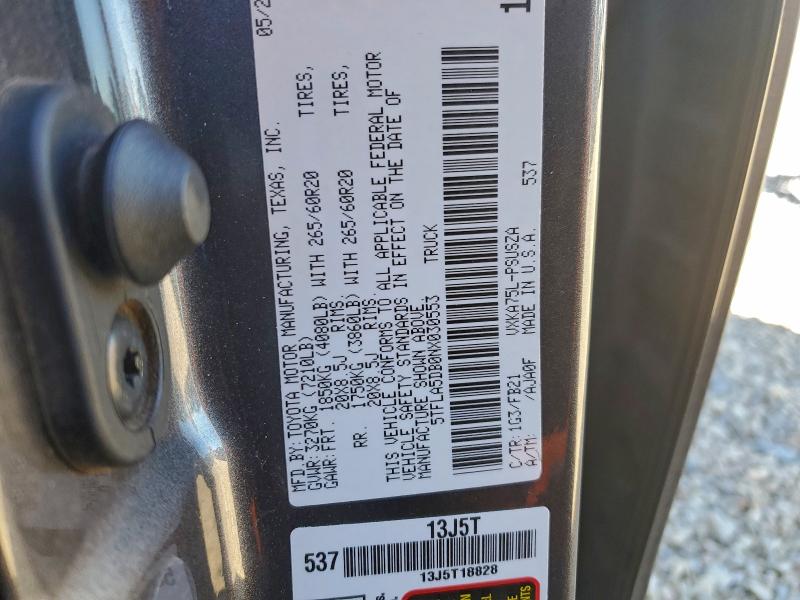 05/2
MFD.BY:TOYOTA MOTOR MANUFACTURING, TEXAS, INC.
GVWR:3270KG (7210LB)
GAWR:FRT. 1850KG (4080LB) WITH 265/60R20 TIRES,
20X8.5J RIMS.
RR. 1750KG (3860LB) WITH 265/60R20 TIRES,
20X8.5J RIMS.
THIS VEHICLE CONFORMS TO ALL APPLICABLE FEDERAL MOTOR
VEHICLE SAFETY STANDARDS IN EFFECT ON THE DATE OF
MANUFACTURE SHOWN ABOVE.
5TFLA5DB0NX030553 TRUCK
C/TR:1G3/FB21 VXKA75L-PSUSZA
A/TM: /AJA0F MADE IN U.S.A. 537
1
13J5T
537
13J5T18828